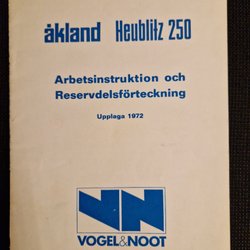 åkland Heublitz 250
Arbetsinstruktion och
Reservdelsförteckning
Upplaga 1972
VN
VOGEL&NOOT